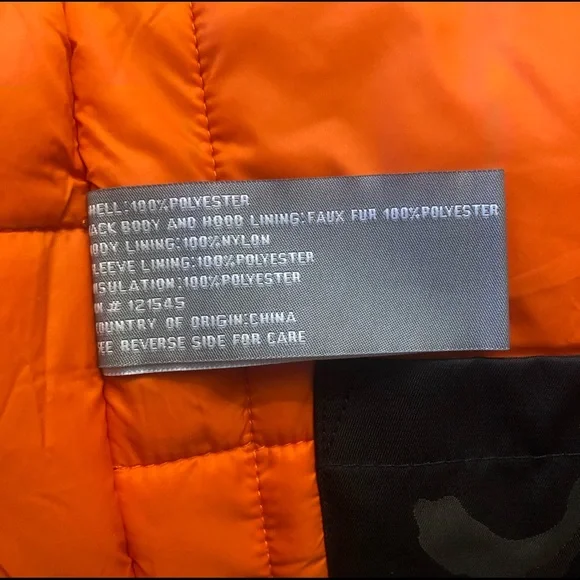 HELL: 100%POLYESTER
ACK BODY AND HOOD LINING: FAUX FUR 100%POLYESTER
ODY LINING: 100%NYLON
LEEVE LINING: 100%POLYESTER
NSULATION: 100%POLYESTER
N # 121545
OUNTRY OF ORIGIN: CHINA
EE REVERSE SIDE FOR CARE